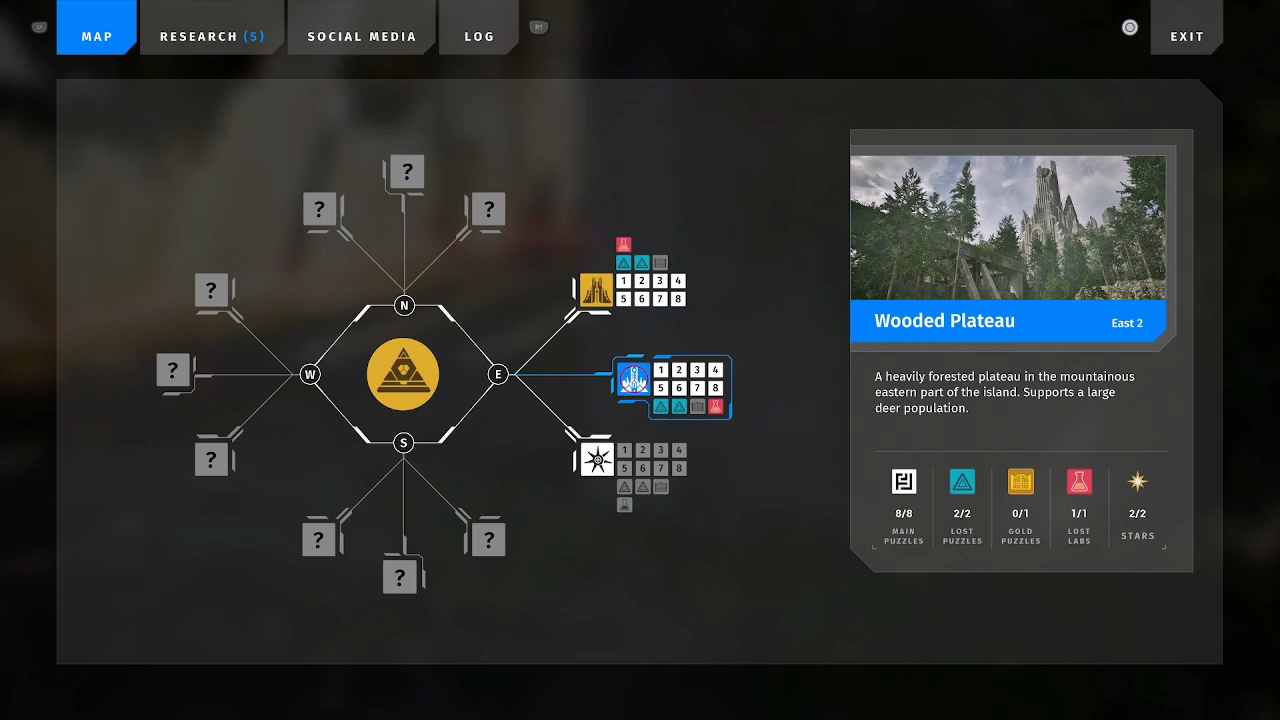 L1
MAP
RESEARCH (5)
SOCIAL MEDIA
LOG
R1
EXIT
?
?
?
?
?
?
?
?
?
N
W
E
S
1 2 3 4
5 6 7 8
1 2 3 4
5 6 7 8
1 2 3 4
5 6 7 8
Wooded Plateau
East 2
A heavily forested plateau in the mountainous
eastern part of the island. Supports a large
deer population.
8/8
MAIN
PUZZLES
2/2
LOST
PUZZLES
0/1
GOLD
PUZZLES
1/1
LOST
LABS
2/2
STARS